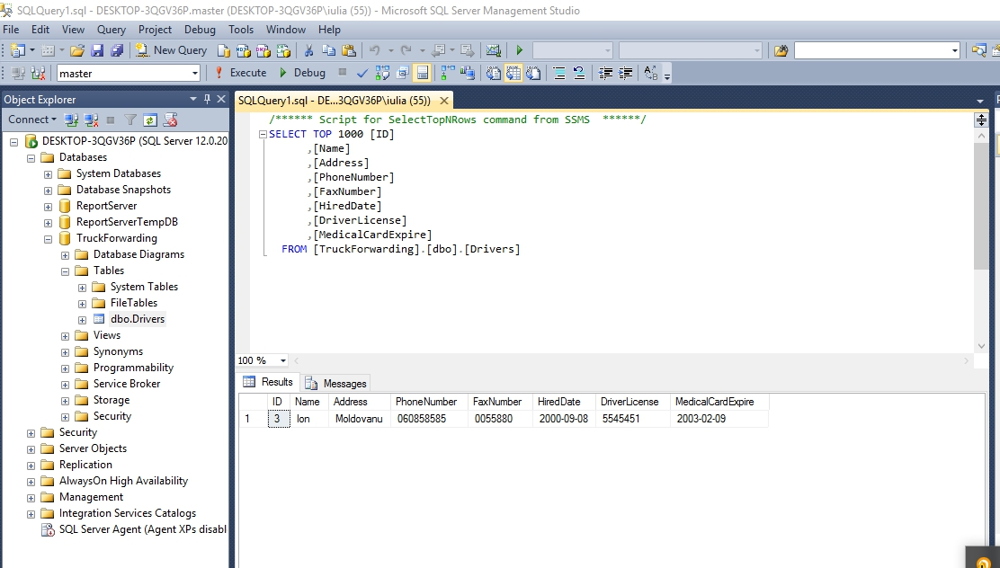 SQLQuery1.sql - DESKTOP-3QGV36P.master (DESKTOP-3QGV36P\iulia (55)) - Microsoft SQL Server Management Studio
File Edit View Query Project Debug Tools Window Help
New Query
master Execute Debug
Object Explorer
Connect
DESKTOP-3QGV36P (SQL Server 12.0.20
Databases
System Databases
Database Snapshots
ReportServer
ReportServerTempDB
TruckForwarding
Database Diagrams
Tables
System Tables
FileTables
dbo.Drivers
Views
Synonyms
Programmability
Service Broker
Storage
Security
Security
Server Objects
Replication
AlwaysOn High Availability
Management
Integration Services Catalogs
SQL Server Agent (Agent XPs disabl
SQLQuery1.sql - DE...3QGV36P\iulia (55))
/****** Script for SelectTopNRows command from SSMS ******/
SELECT TOP 1000 [ID]
,[Name]
,[Address]
,[PhoneNumber]
,[FaxNumber]
,[HiredDate]
,[DriverLicense]
,[MedicalCardExpire]
FROM [TruckForwarding].[dbo].[Drivers]
100 %
Results Messages
ID Name Address PhoneNumber FaxNumber HiredDate DriverLicense MedicalCardExpire
1 3 Ion Moldovanu 060858585 0055880 2000-09-08 5545451 2003-02-09